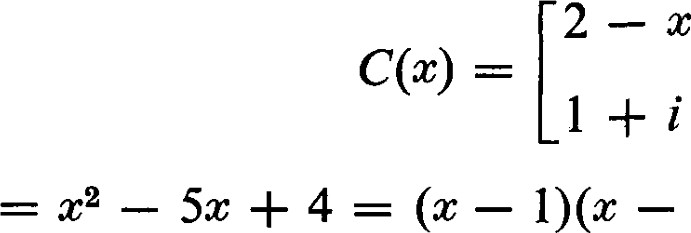 C(x) = [2 − x
1 + i
= x² − 5x + 4 = (x − 1)(x −